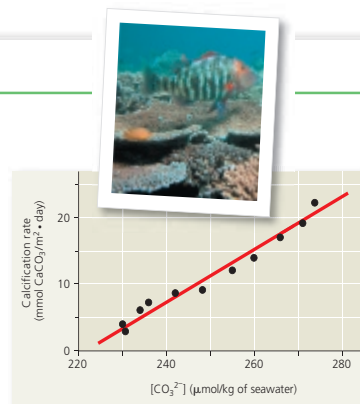 Calcification rate
(mmol CaCO₃/m² • day)
20
10
0
220
240
260
280
[CO₃²⁻] (µmol/kg of seawater)